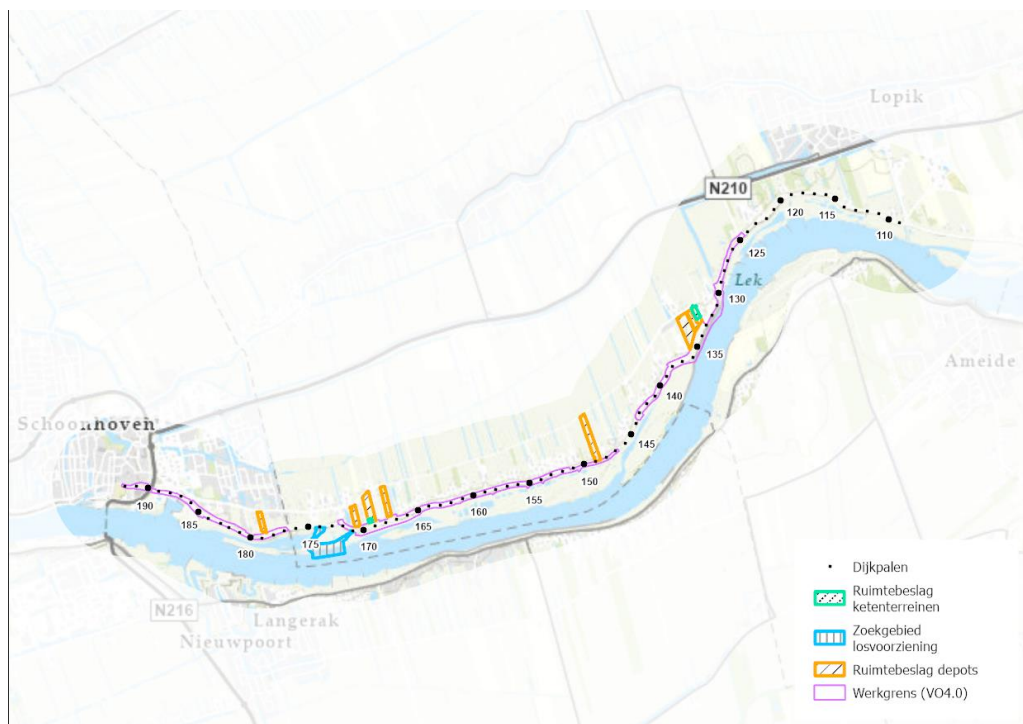 Lopik
N210
120
115
110
125
Lek
130
135
Ameide
140
Schoonhoven
145
150
155
190
160
185
165
175
170
180
N216
Langerak
Nieuwpoort
Dijkpalen
Ruimtebeslag
ketenterreinen
Zoekgebied
losvoorziening
Ruimtebeslag depots
Werkgrens (VO4.0)